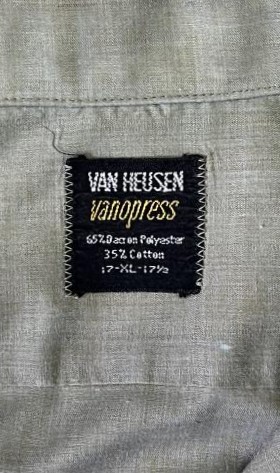 VAN HEUSEN
vanopress
65% Dacron Polyester
35% Cotton
17-XL-17½